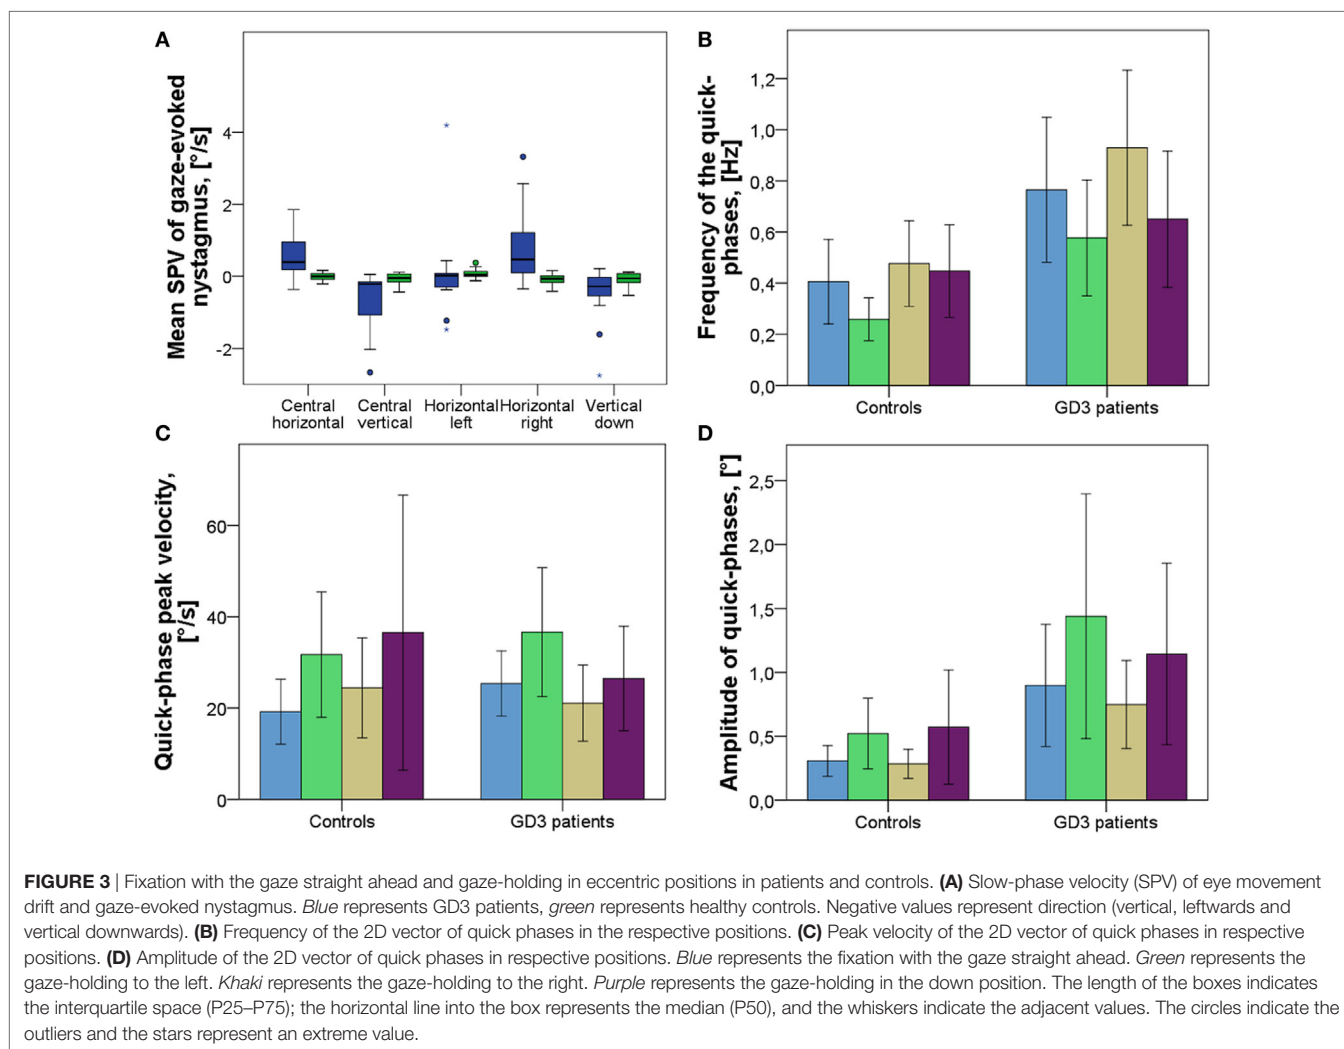 A
Mean SPV of gaze-evoked
nystagmus, [°/s]
4
2
0
-2
Central
horizontal
Central
vertical
Horizontal
left
Horizontal
right
Vertical
down
B
Frequency of the quick-
phases, [Hz]
1,2
1,0
0,8
0,6
0,4
0,2
0,0
Controls
GD3 patients
C
Quick-phase peak velocity,
[°/s]
60
40
20
0
Controls
GD3 patients
D
Amplitude of quick-phases, [°]
2,5
2,0
1,5
1,0
0,5
0,0
Controls
GD3 patients
FIGURE 3 | Fixation with the gaze straight ahead and gaze-holding in eccentric positions in patients and controls. (A) Slow-phase velocity (SPV) of eye movement
drift and gaze-evoked nystagmus. Blue represents GD3 patients, green represents healthy controls. Negative values represent direction (vertical, leftwards and
vertical downwards). (B) Frequency of the 2D vector of quick phases in the respective positions. (C) Peak velocity of the 2D vector of quick phases in respective
positions. (D) Amplitude of the 2D vector of quick phases in respective positions. Blue represents the fixation with the gaze straight ahead. Green represents the
gaze-holding to the left. Khaki represents the gaze-holding to the right. Purple represents the gaze-holding in the down position. The length of the boxes indicates
the interquartile space (P25–P75); the horizontal line into the box represents the median (P50), and the whiskers indicate the adjacent values. The circles indicate the
outliers and the stars represent an extreme value.